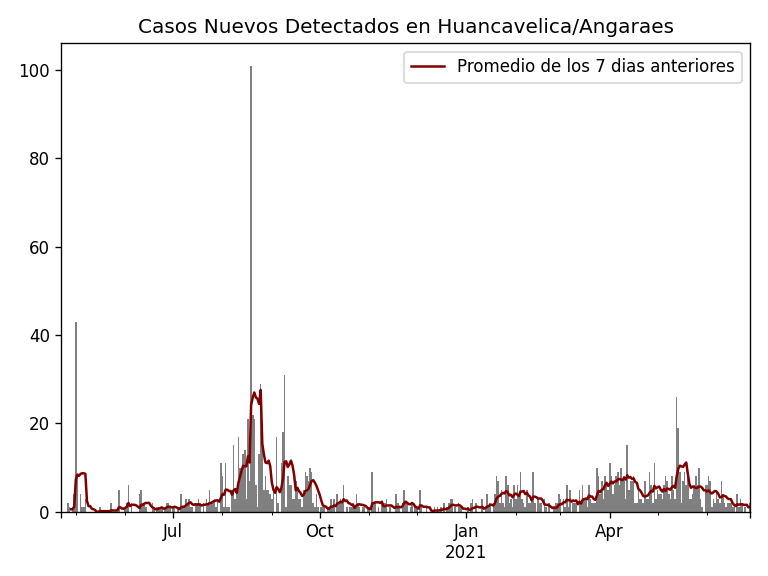 Casos Nuevos Detectados en Huancavelica/Angaraes
Promedio de los 7 dias anteriores
100
80
60
40
20
0
Jul
Oct
Jan
2021
Apr